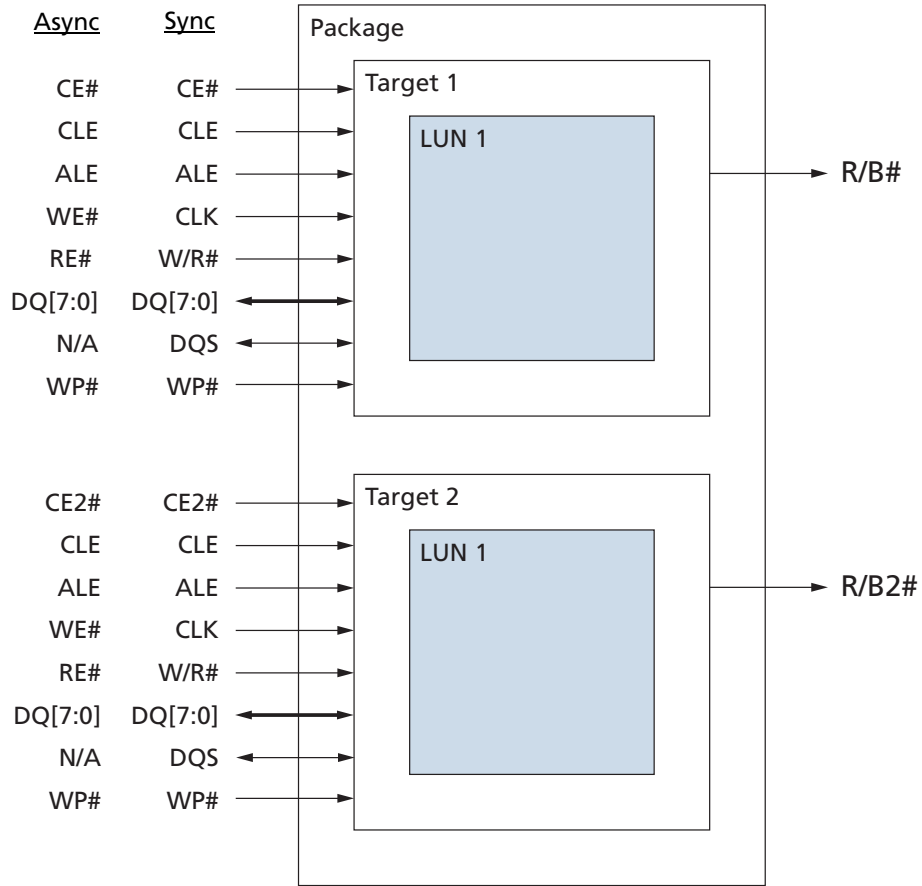 Async Sync Package
Target 1
CE# CE#
CLE CLE LUN 1
ALE ALE R/B#
WE# CLK
RE# W/R#
DQ[7:0] DQ[7:0]
N/A DQS
WP# WP#
Target 2
CE2# CE2#
CLE CLE LUN 1
ALE ALE R/B2#
WE# CLK
RE# W/R#
DQ[7:0] DQ[7:0]
N/A DQS
WP# WP#